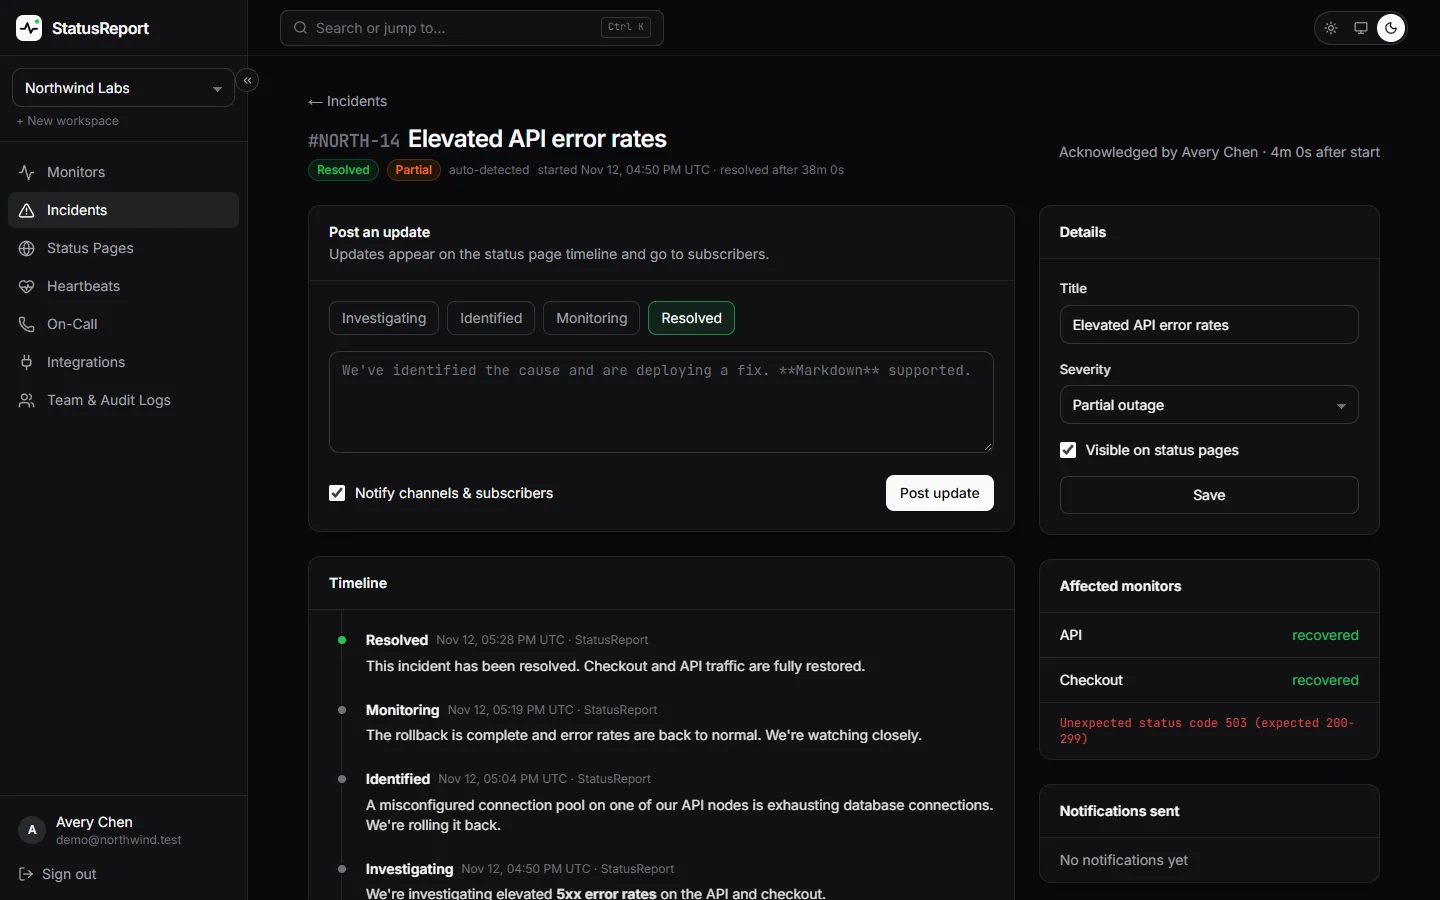 StatusReport
Search or jump to...
Ctrl K
Northwind Labs
+ New workspace
Monitors
Incidents
Status Pages
Heartbeats
On-Call
Integrations
Team & Audit Logs
A
Avery Chen
demo@northwind.test
Sign out
← Incidents
#NORTH-14 Elevated API error rates
Resolved Partial auto-detected started Nov 12, 04:50 PM UTC · resolved after 38m 0s
Acknowledged by Avery Chen · 4m 0s after start
Post an update
Updates appear on the status page timeline and go to subscribers.
Investigating Identified Monitoring Resolved
We've identified the cause and are deploying a fix. **Markdown** supported.
Notify channels & subscribers
Post update
Timeline
Resolved Nov 12, 05:28 PM UTC · StatusReport
This incident has been resolved. Checkout and API traffic are fully restored.
Monitoring Nov 12, 05:19 PM UTC · StatusReport
The rollback is complete and error rates are back to normal. We're watching closely.
Identified Nov 12, 05:04 PM UTC · StatusReport
A misconfigured connection pool on one of our API nodes is exhausting database connections.
We're rolling it back.
Investigating Nov 12, 04:50 PM UTC · StatusReport
We're investigating elevated 5xx error rates on the API and checkout.
Details
Title
Elevated API error rates
Severity
Partial outage
Visible on status pages
Save
Affected monitors
API recovered
Checkout recovered
Unexpected status code 503 (expected 200-
299)
Notifications sent
No notifications yet